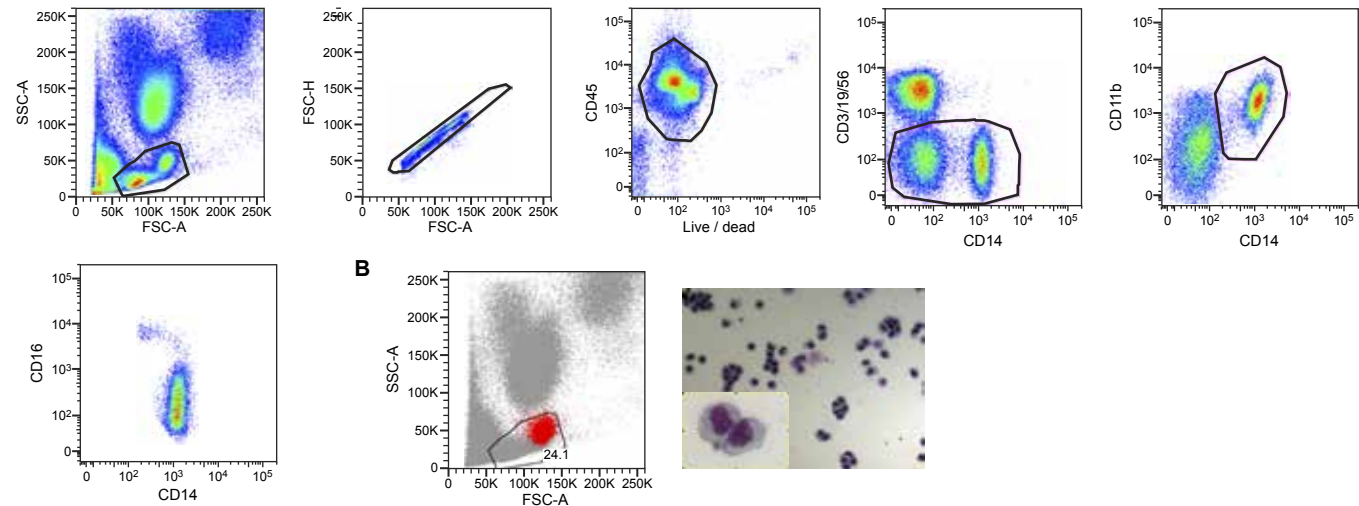 250K
200K
150K
100K
50K
0
SSC-A
0 50K 100K 150K 200K 250K
FSC-A
250K
200K
150K
100K
50K
0
FSC-H
0 50K 100K 150K 200K 250K
FSC-A
10⁵
10⁴
10³
10²
0
CD45
0 10² 10³ 10⁴ 10⁵
Live / dead
10⁵
10⁴
10³
10²
0
CD3/19/56
0 10² 10³ 10⁴ 10⁵
CD14
10⁵
10⁴
10³
10²
0
CD11b
0 10² 10³ 10⁴ 10⁵
CD14
10⁵
10⁴
10³
10²
0
CD16
0 10² 10³ 10⁴ 10⁵
CD14
B
250K
200K
150K
100K
50K
0
SSC-A
24.1
0 50K 100K 150K 200K 250K
FSC-A